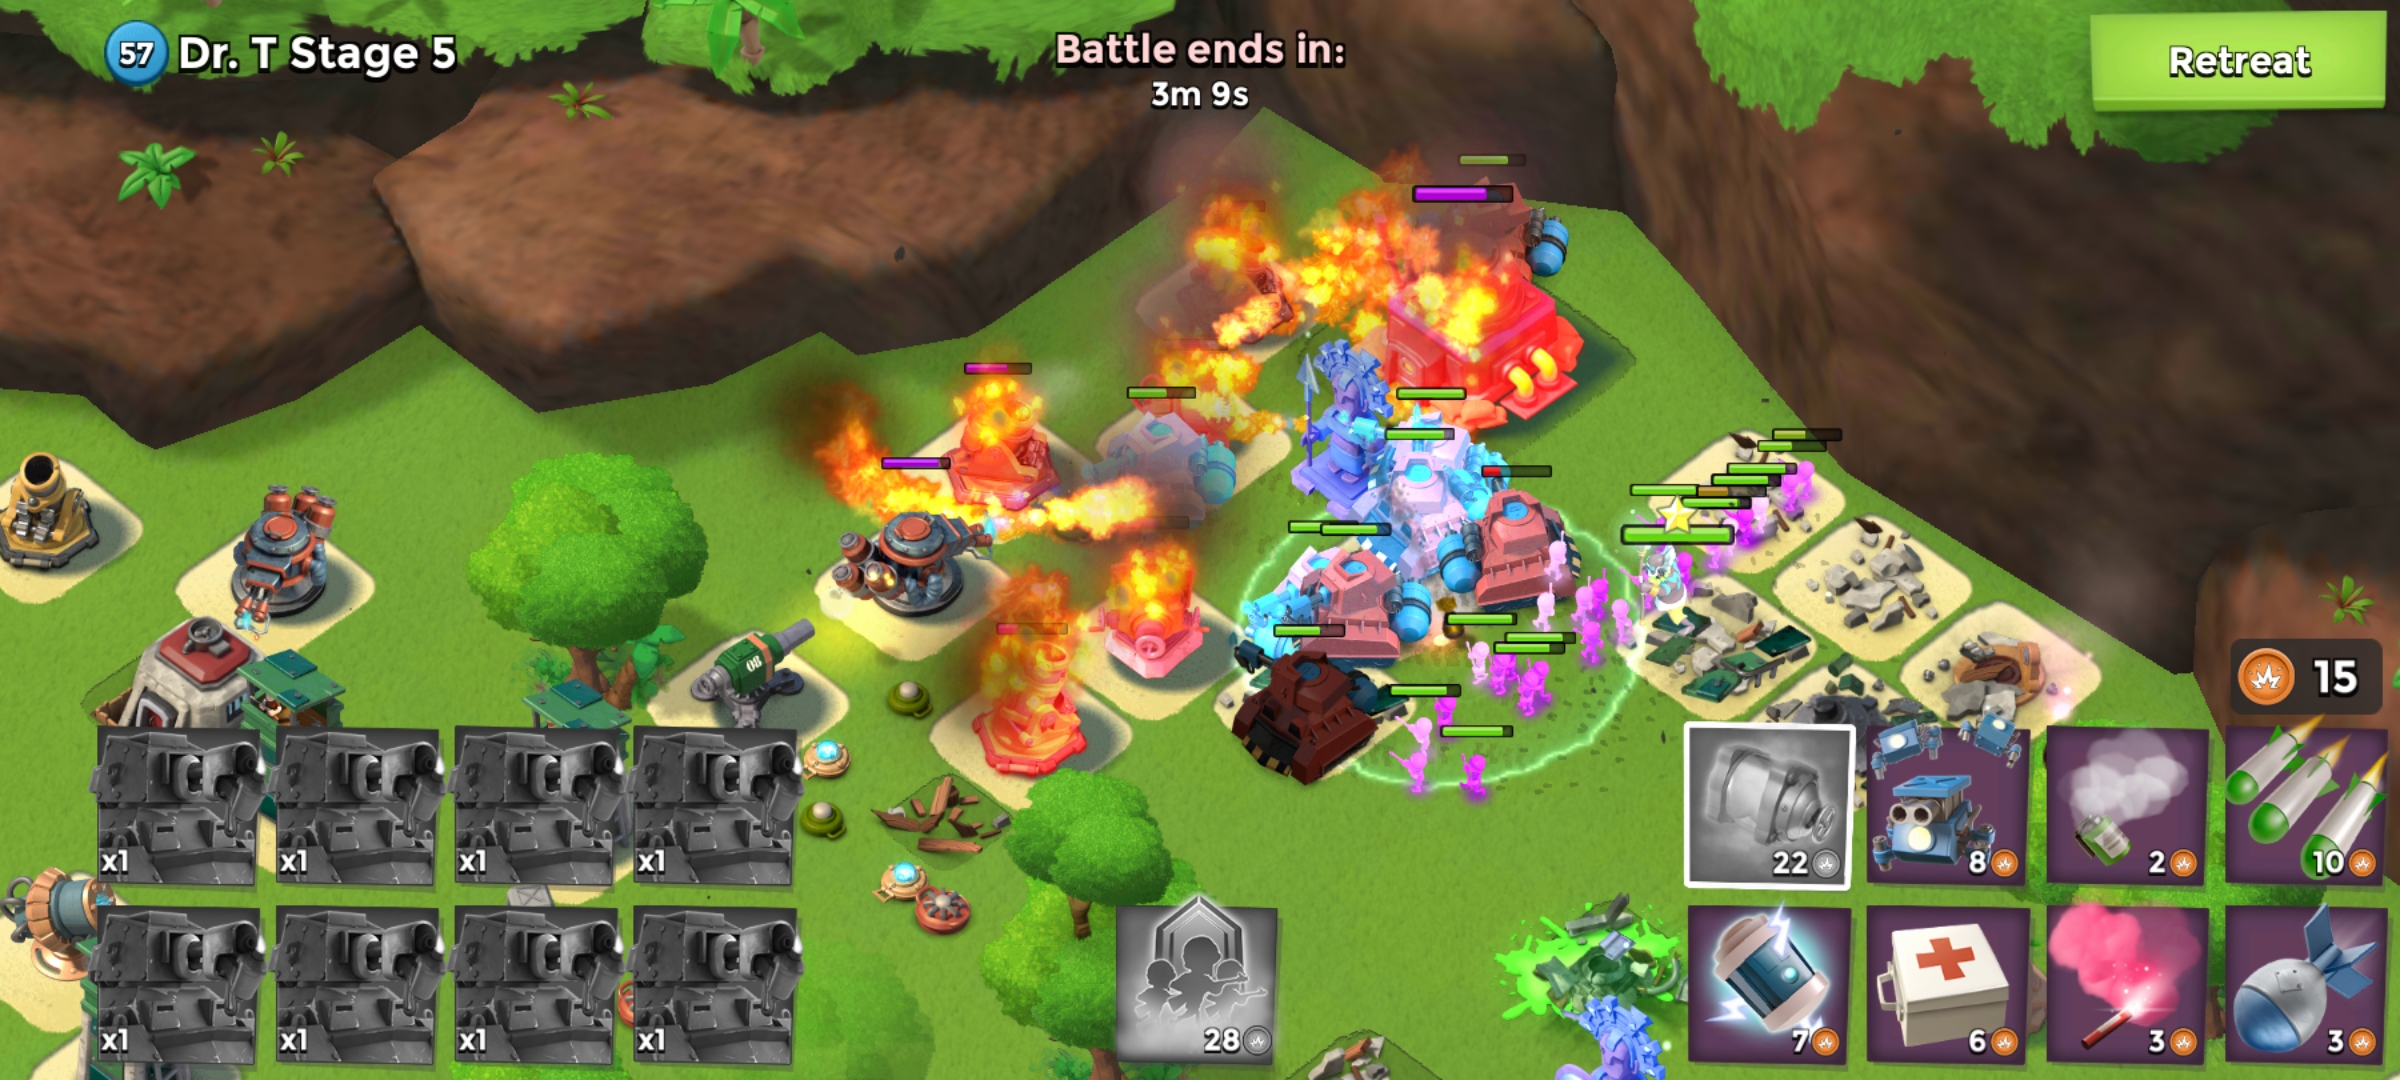 57 Dr. T Stage 5
Battle ends in:
3m 9s
Retreat
08
15
x1 x1 x1 x1
22 8 2 10
x1 x1 x1 x1
28
7 6 3 3